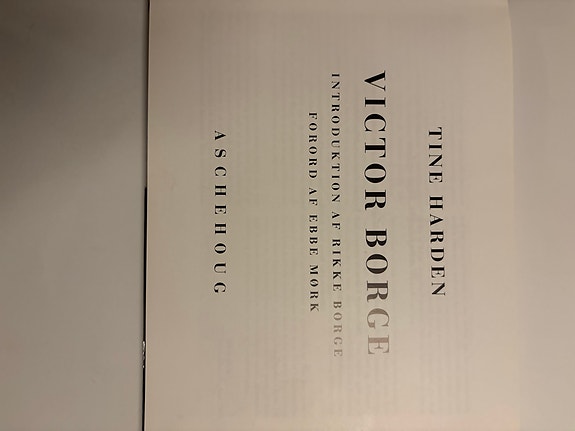 TINE HARDEN
VICTOR BORGE
INTRODUKTION AF RIKKE BORGE
FORORD AF EBBE MØRK
ASCHEHOUG